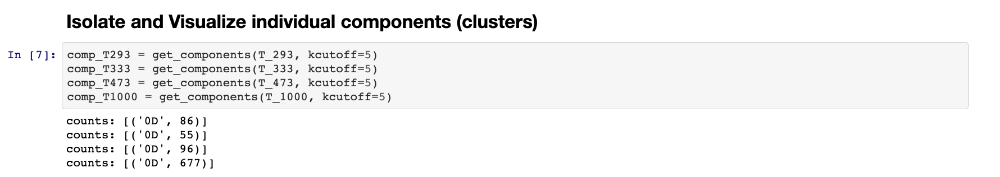 Isolate and Visualize individual components (clusters)
In [7]:
comp_T293 = get_components(T_293, kcutoff=5)
comp_T333 = get_components(T_333, kcutoff=5)
comp_T473 = get_components(T_473, kcutoff=5)
comp_T1000 = get_components(T_1000, kcutoff=5)
counts: [('0D', 86)]
counts: [('0D', 55)]
counts: [('0D', 96)]
counts: [('0D', 677)]